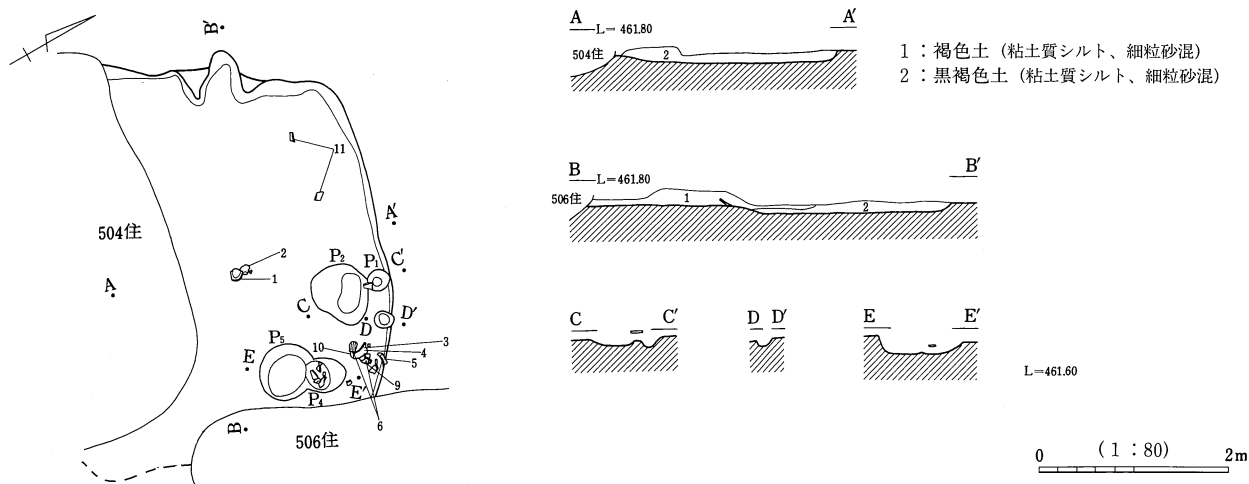 B′
504住
A
11
A′
2
1
P₂
P₁
C′
C
D
D′
P₅
E
10
3
4
5
9
E′
P₄
6
B
506住
A
L=461.80
A′
504住
2
1：褐色土（粘土質シルト、細粒砂混）
2：黒褐色土（粘土質シルト、細粒砂混）
B
L=461.80
B′
506住
1
2
C
C′
D
D′
E
E′
L=461.60
0
(1：80)
2m